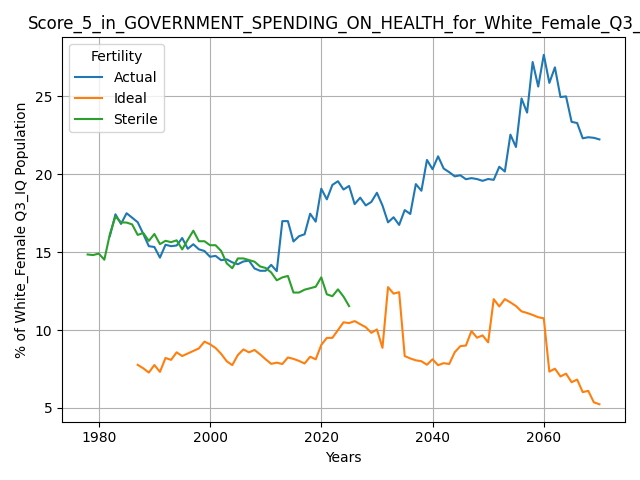 Score_5_in_GOVERNMENT_SPENDING_ON_HEALTH_for_White_Female_Q3_
Fertility
Actual
Ideal
Sterile
% of White_Female Q3_IQ Population
25
20
15
10
5
1980
2000
2020
2040
2060
Years